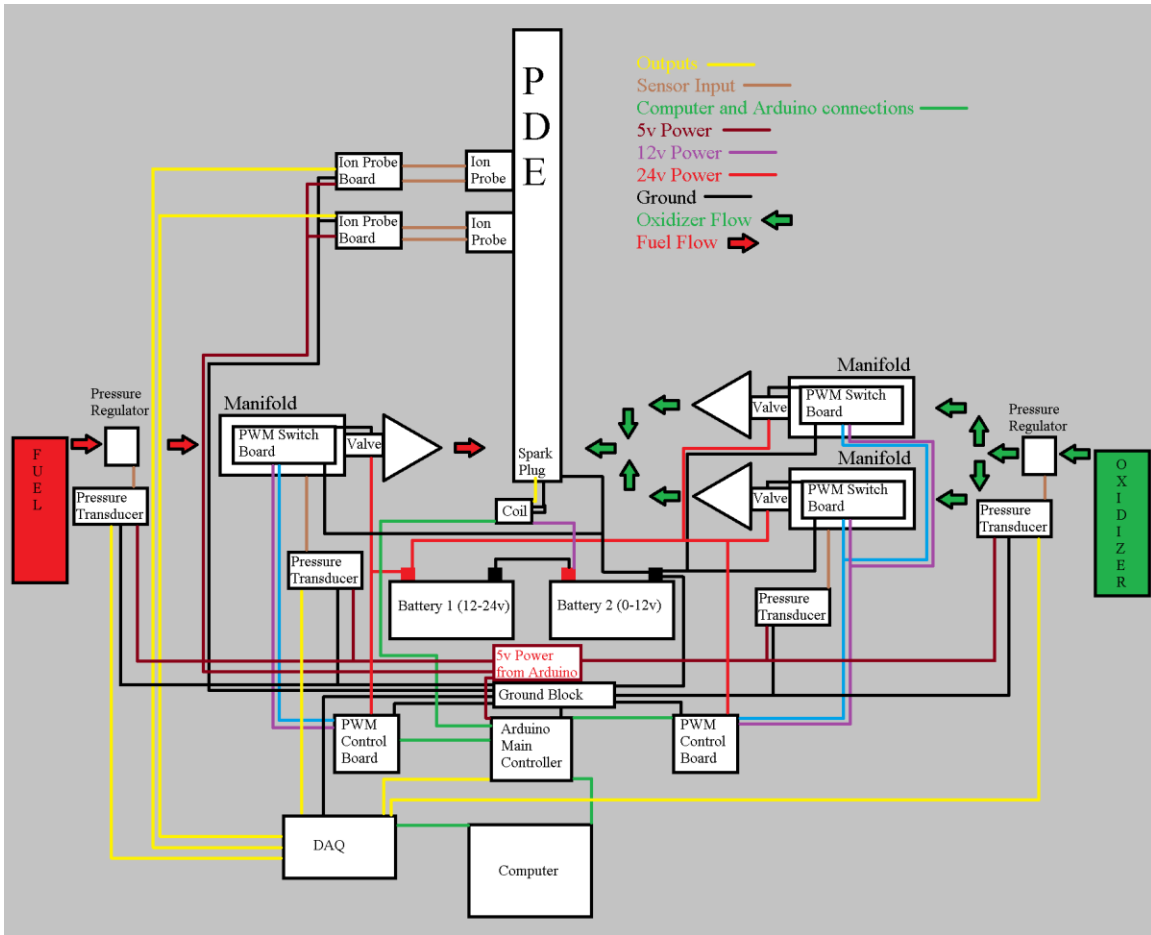 P
D
E
Outputs
Sensor Input
Computer and Arduino connections
5v Power
12v Power
24v Power
Ground
Oxidizer Flow
Fuel Flow
Ion Probe
Board
Ion
Probe
Ion Probe
Board
Ion
Probe
Pressure
Regulator
Manifold
PWM Switch
Board
Valve
F
U
E
L
Pressure
Transducer
Pressure
Transducer
Spark
Plug
Coil
Manifold
PWM Switch
Board
Valve
Manifold
PWM Switch
Board
Valve
Pressure
Regulator
O
X
I
D
I
Z
E
R
Pressure
Transducer
Pressure
Transducer
Battery 1 (12-24v)
Battery 2 (0-12v)
5v Power
from Arduino
Ground Block
PWM
Control
Board
Arduino
Main
Controller
PWM
Control
Board
DAQ
Computer